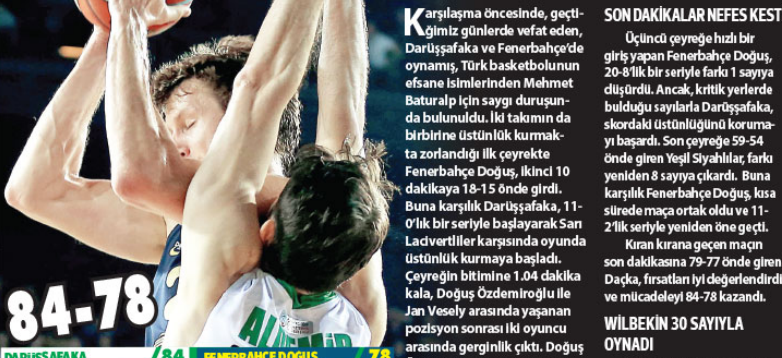 Karşılaşma öncesinde, geçti-
ğimiz günlerde vefat eden,
Darüşşafaka ve Fenerbahçe'de
oynamış, Türk basketbolunun
efsane isimlerinden Mehmet
Baturalp için saygı duruşun-
da bulunuldu. İki takımın da
birbirine üstünlük kurmak-
ta zorlandığı ilk çeyrekte
Fenerbahçe Doğuş, ikinci 10
dakikaya 18-15 önde girdi.
Buna karşılık Darüşşafaka, 11-
0'lık bir seriyle başlayarak Sarı
Lacivertliler karşısında oyunda
üstünlük kurmaya başladı.
Çeyreğin bitimine 1.04 dakika
kala, Doğuş Özdemiroğlu ile
Jan Vesely arasında yaşanan
pozisyon sonrası iki oyuncu
arasında gerginlik çıktı. Doğuş
SON DAKİKALAR NEFES KEST
Üçüncü çeyreğe hızlı bir
giriş yapan Fenerbahçe Doğuş,
20-8'lik bir seriyle farkı 1 sayıya
düşürdü. Ancak, kritik yerlerde
bulduğu sayılarla Darüşşafaka,
skordaki üstünlüğünü koruma-
yı başardı. Son çeyreğe 59-54
önde giren Yeşil Siyahlılar, farkı
yeniden 8 sayıya çıkardı. Buna
karşılık Fenerbahçe Doğuş, kısa
sürede maça ortak oldu ve 11-
2'lik seriyle yeniden öne geçti.
Kıran kırana geçen maçın
son dakikasına 79-77 önde giren
Daçka, fırsatları iyi değerlendirdi
ve mücadeleyi 84-78 kazandı.
WILBEKIN 30 SAYIYLA
OYNADI
84-78
DARÜŞŞAFAKA 84
FENERBAHÇE DOĞUŞ 78